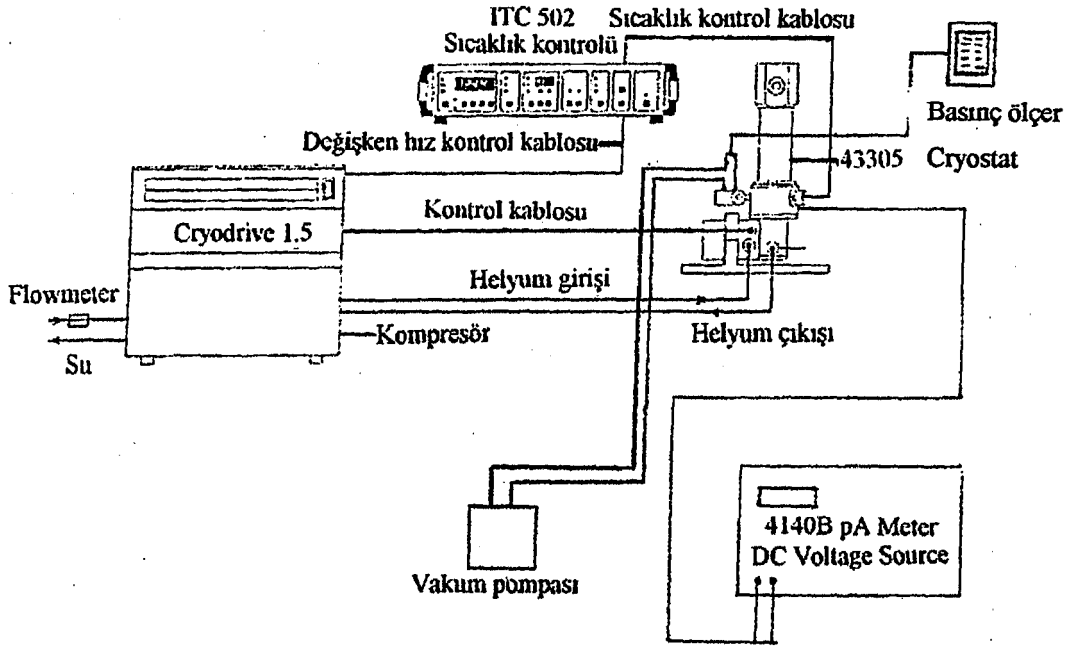 ITC 502 Sıcaklık kontrol kablosu
Sıcaklık kontrolü
Basınç ölçer
Değişken hız kontrol kablosu
43305 Cryostat
Kontrol kablosu
Cryodrive 1.5
Helyum girişi
Flowmeter
Kompresör
Helyum çıkışı
Su
4140B pA Meter
DC Voltage Source
Vakum pompası